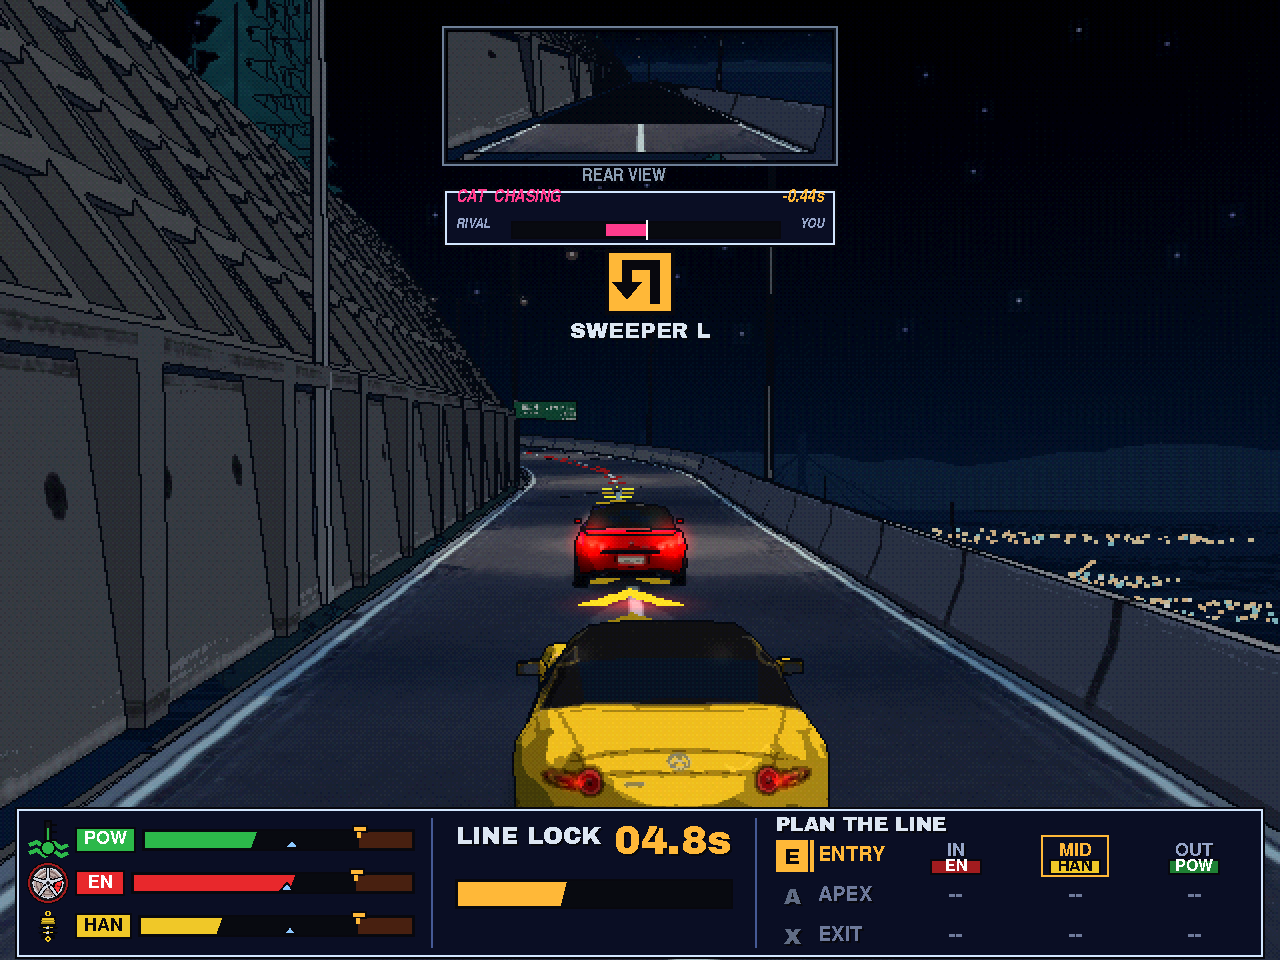 REAR VIEW
CAT CHASING -0.44s
RIVAL YOU
SWEEPER L
POW
EN
HAN
LINE LOCK 04.8s
PLAN THE LINE
E ENTRY IN EN MID HAN OUT POW
A APEX -- -- --
X EXIT -- -- --